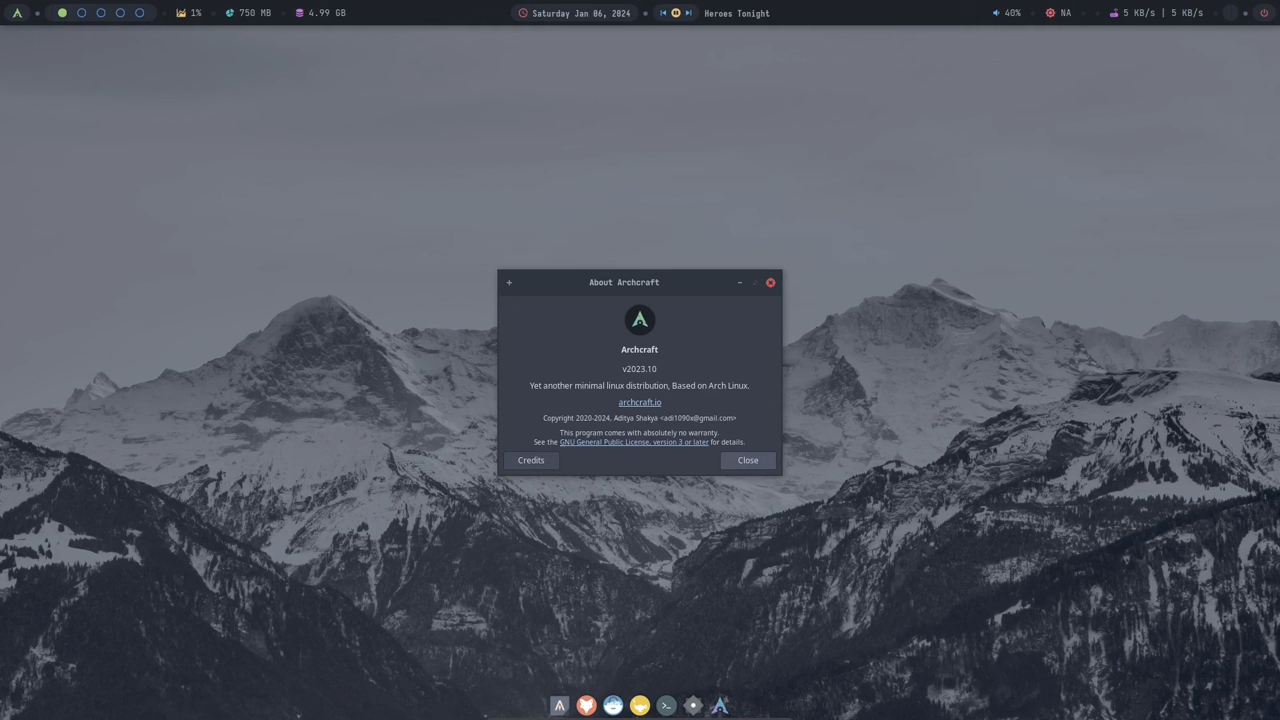 1% 750 MB 4.99 GB Saturday Jan 06, 2024 Heroes Tonight 40% NA 5 KB/s | 5 KB/s
About Archcraft
Archcraft
v2023.10
Yet another minimal linux distribution, Based on Arch Linux.
archcraft.io
Copyright 2020-2024, Aditya Shakya <adi1090x@gmail.com>
This program comes with absolutely no warranty.
See the GNU General Public License, version 3 or later for details.
Credits Close